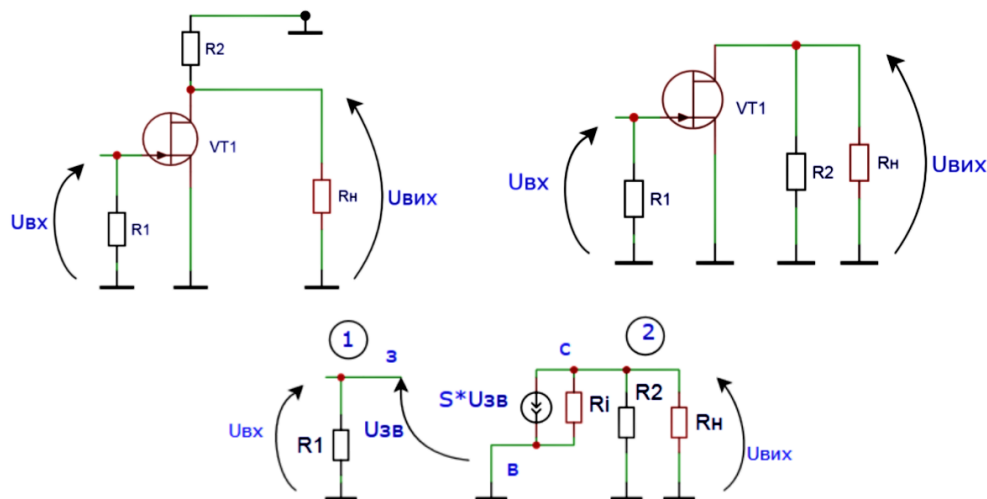 R2
VT1
Uвх
R1
Rн
Uвих
VT1
Uвх
R1
R2
Rн
Uвих
1
2
з
с
S*Uзв
Ri
R2
Uвх
R1
Uзв
Rн
Uвих
в